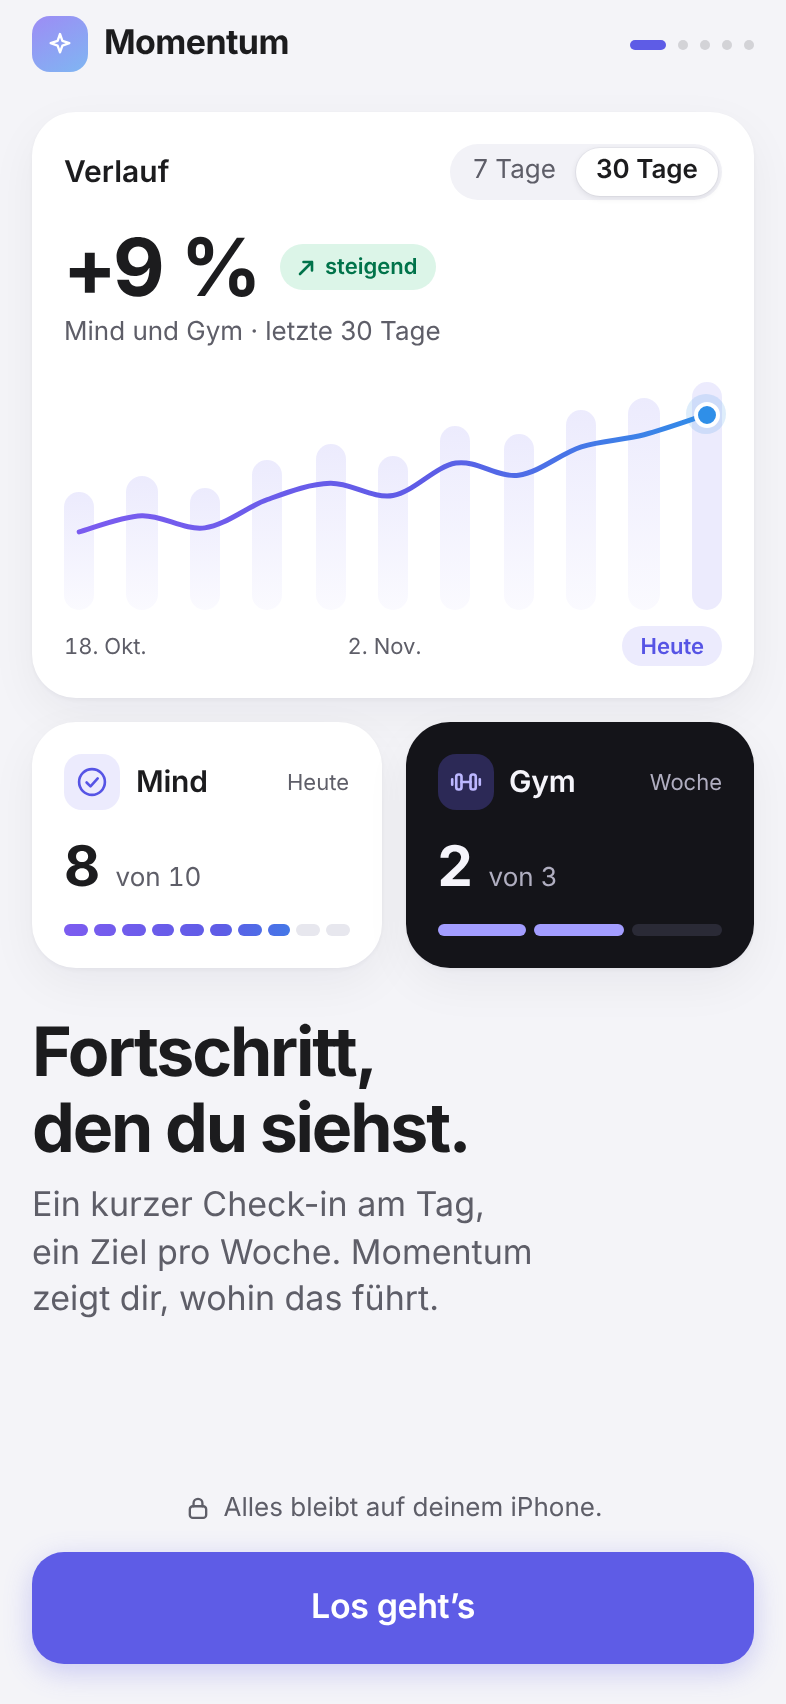 Momentum
Verlauf
7 Tage
30 Tage
+9 %
steigend
Mind und Gym · letzte 30 Tage
18. Okt.
2. Nov.
Heute
Mind
Heute
8 von 10
Gym
Woche
2 von 3
Fortschritt,
den du siehst.
Ein kurzer Check-in am Tag,
ein Ziel pro Woche. Momentum
zeigt dir, wohin das führt.
Alles bleibt auf deinem iPhone.
Los geht’s